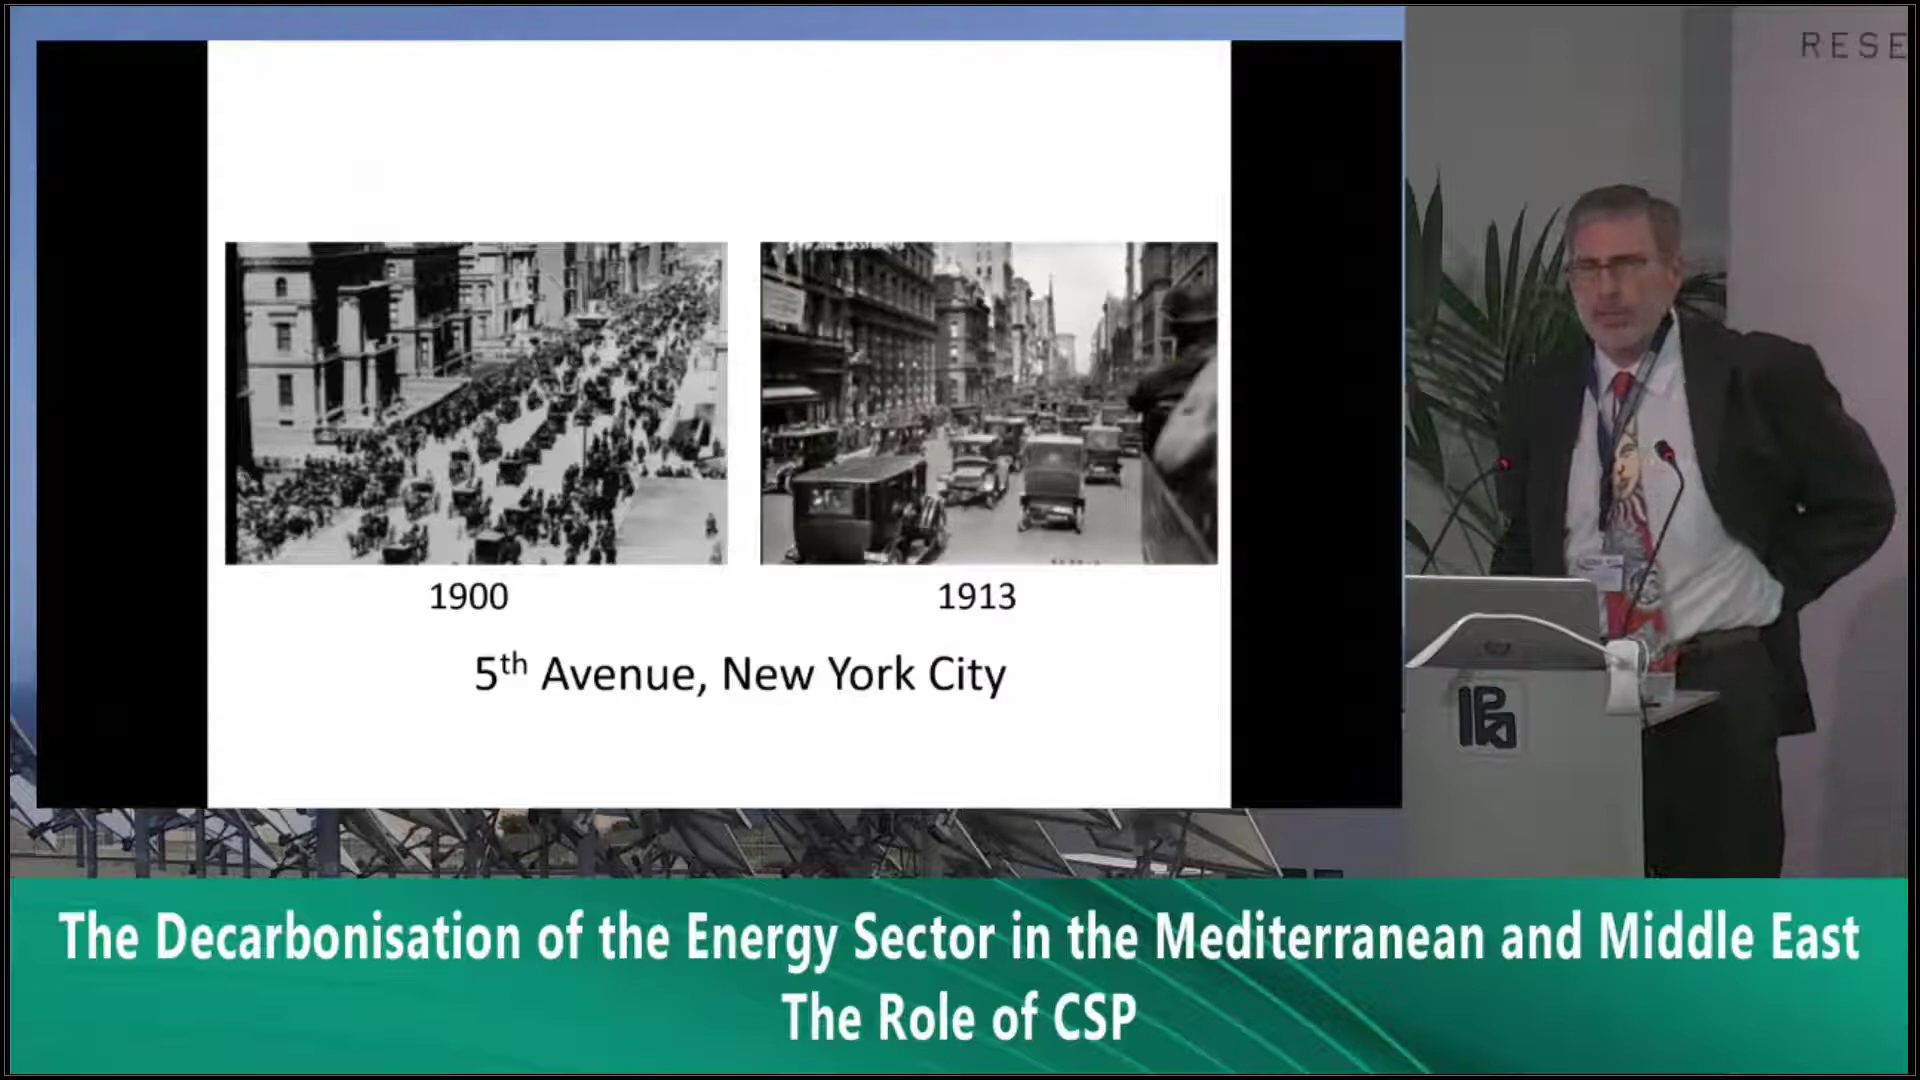 RESE
1900
1913
5th Avenue, New York City
The Decarbonisation of the Energy Sector in the Mediterranean and Middle East
The Role of CSP